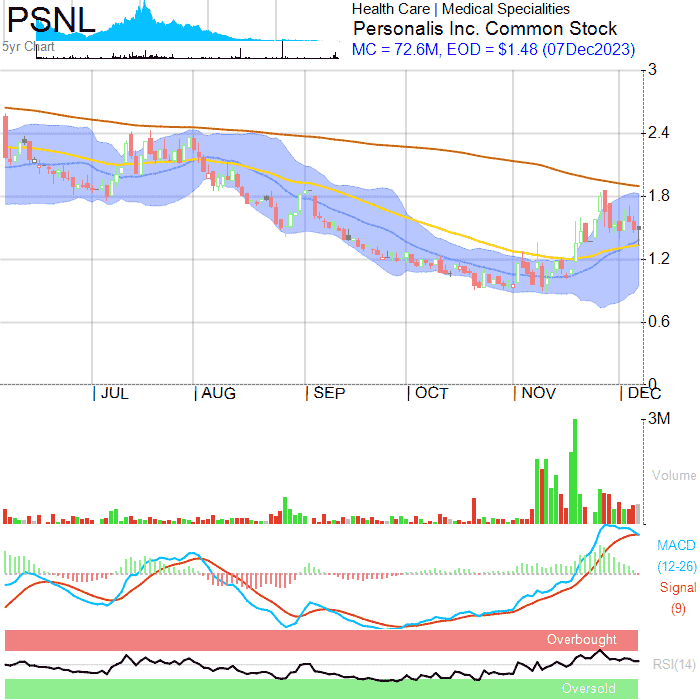 PSNL
5yr Chart
Health Care | Medical Specialities
Personalis Inc. Common Stock
MC = 72.6M, EOD = $1.48 (07Dec2023)
3
2.4
1.8
1.2
0.6
0
JUL AUG SEP OCT NOV DEC
3M
Volume
MACD
(12-26)
Signal
(9)
Overbought
RSI(14)
Oversold